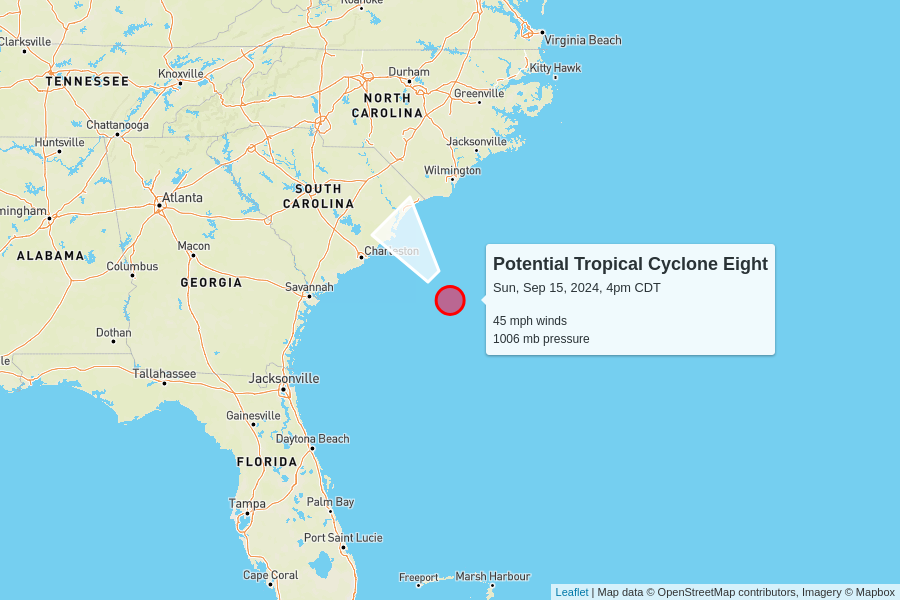 Roanoke
Clarksville
Virginia Beach
Knoxville
Durham
Kitty Hawk
TENNESSEE
Greenville
NORTH
CAROLINA
Chattanooga
Huntsville
Jacksonville
Wilmington
SOUTH
CAROLINA
Atlanta
mingham
Macon
Charleston
ALABAMA
Columbus
GEORGIA
Savannah
Potential Tropical Cyclone Eight
Sun, Sep 15, 2024, 4pm CDT
45 mph winds
1006 mb pressure
Dothan
le
Tallahassee
Jacksonville
Gainesville
Daytona Beach
FLORIDA
Tampa
Palm Bay
Port Saint Lucie
Cape Coral
Freeport
Marsh Harbour
Leaflet | Map data © OpenStreetMap contributors, Imagery © Mapbox